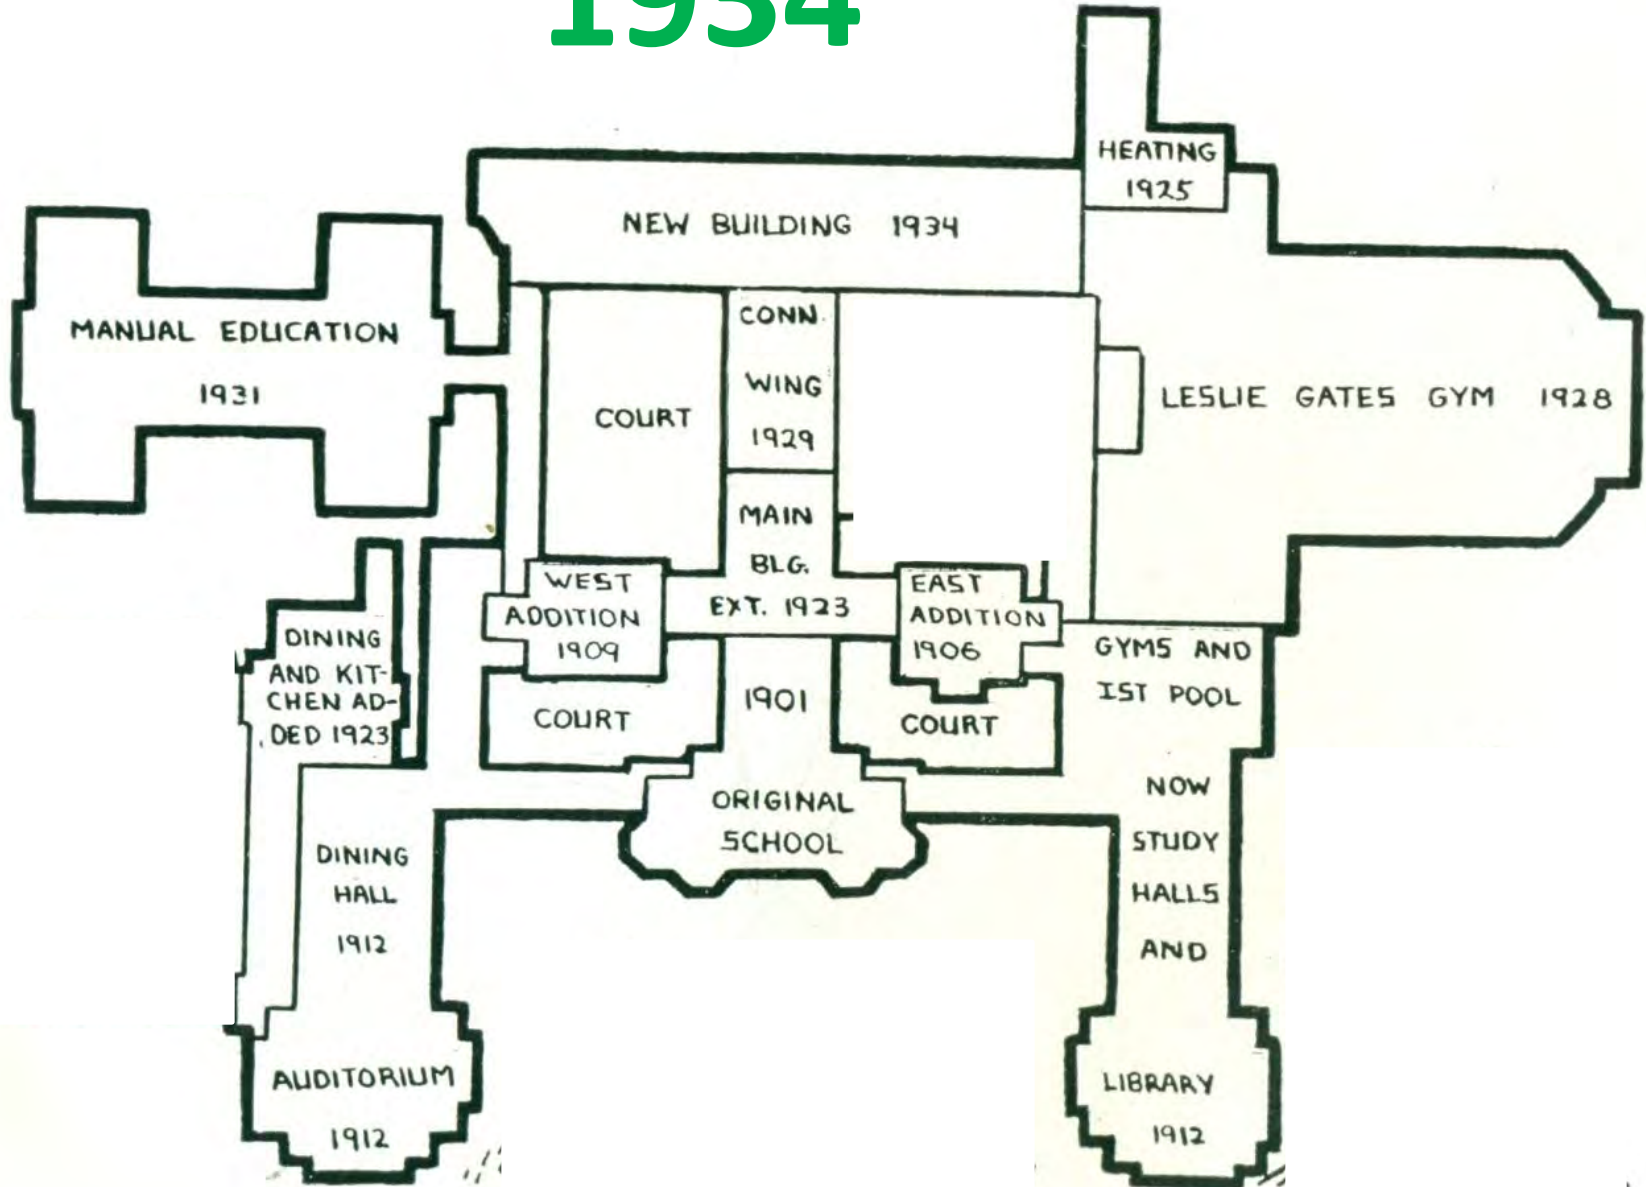 1934
HEATING
1925
NEW BUILDING 1934
MANUAL EDUCATION
1931
CONN.
WING
1929
COURT
LESLIE GATES GYM 1928
MAIN
BLG.
EXT. 1923
WEST
ADDITION
1909
EAST
ADDITION
1906
GYMS AND
1ST POOL
NOW
STUDY
HALLS
AND
LIBRARY
1912
DINING
AND KIT-
CHEN AD-
DED 1923
COURT
1901
ORIGINAL
SCHOOL
COURT
DINING
HALL
1912
AUDITORIUM
1912